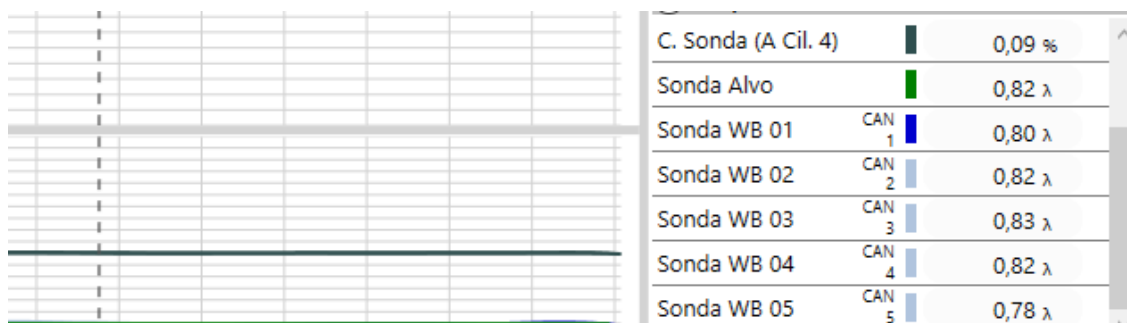 C. Sonda (A Cil. 4) 0,09 %
Sonda Alvo 0,82 λ
Sonda WB 01 CAN 1 0,80 λ
Sonda WB 02 CAN 2 0,82 λ
Sonda WB 03 CAN 3 0,83 λ
Sonda WB 04 CAN 4 0,82 λ
Sonda WB 05 CAN 5 0,78 λ